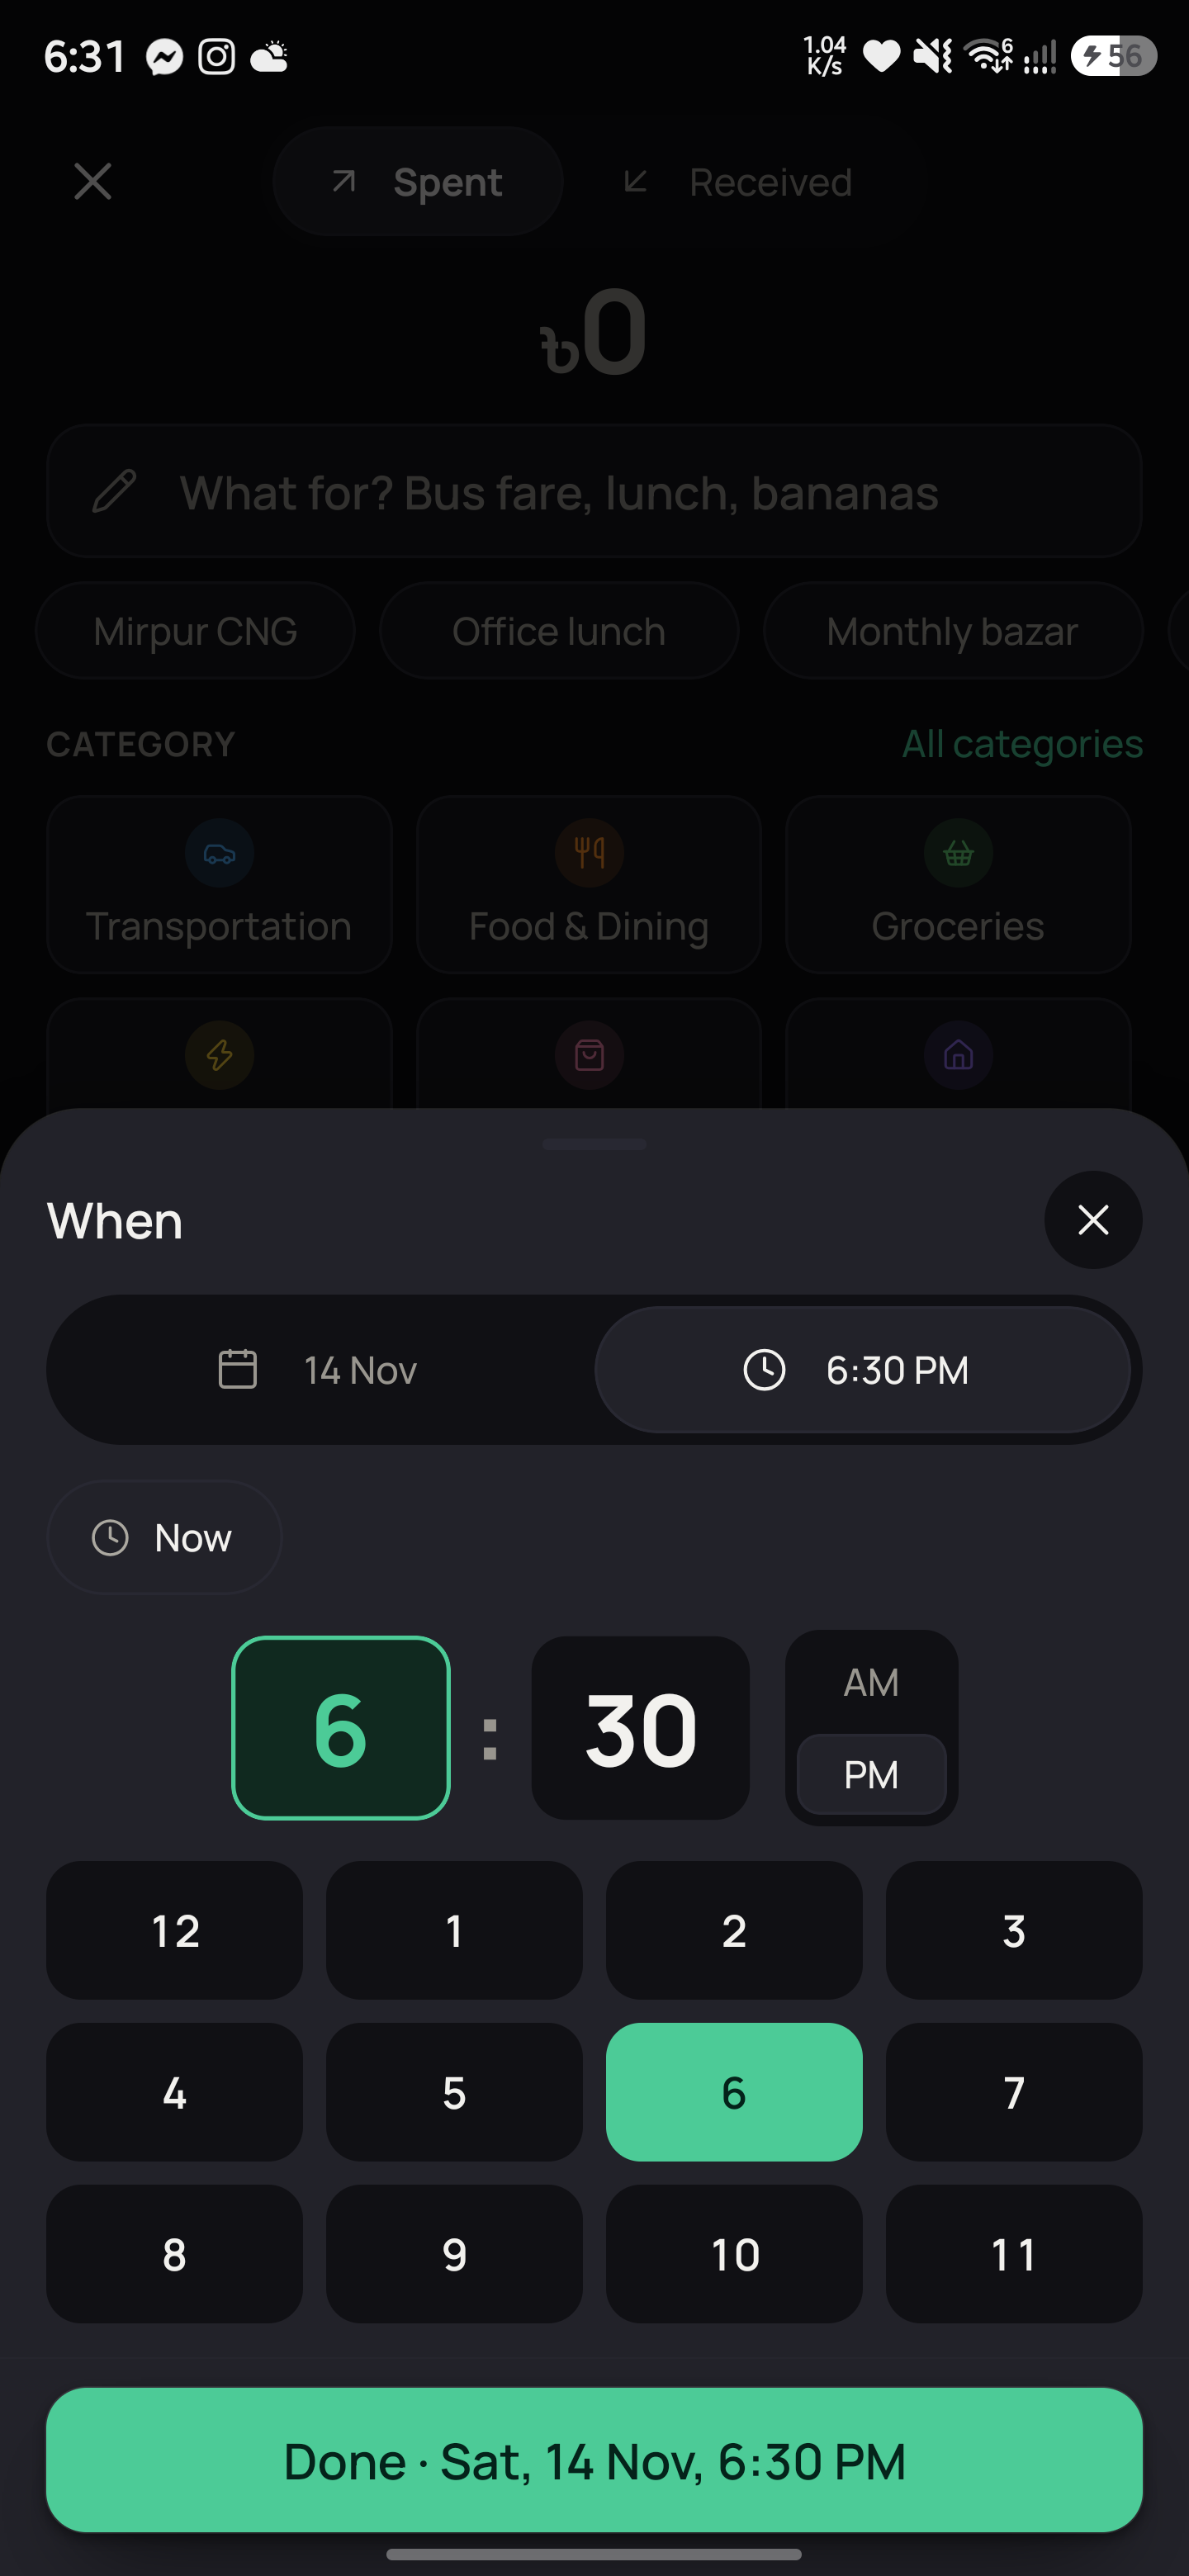 6:31
1.04 K/s
6
56
Spent
Received
৳0
What for? Bus fare, lunch, bananas
Mirpur CNG
Office lunch
Monthly bazar
CATEGORY
All categories
Transportation
Food & Dining
Groceries
When
14 Nov
6:30 PM
Now
6 : 30
AM
PM
12 1 2 3
4 5 6 7
8 9 10 11
Done · Sat, 14 Nov, 6:30 PM